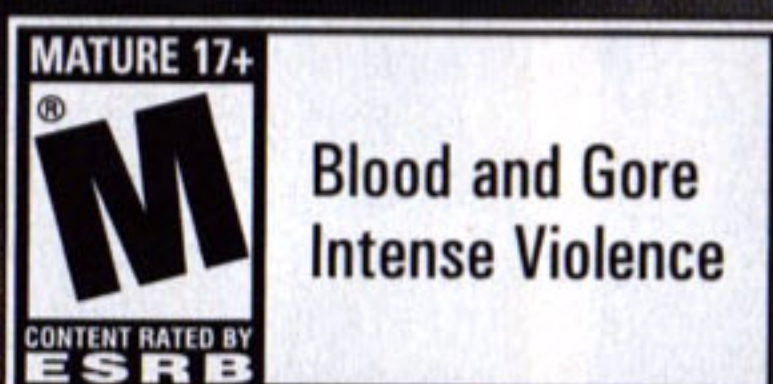 MATURE 17+
®
M
Blood and Gore
Intense Violence
CONTENT RATED BY
ESRB